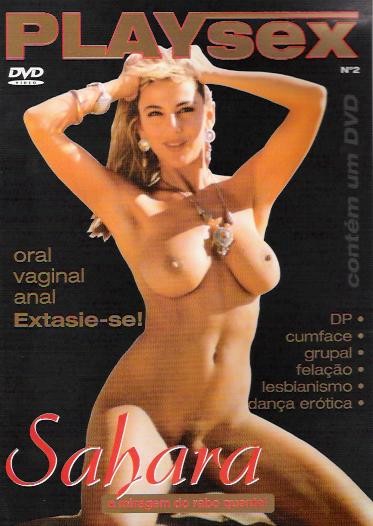 PLAYsex
DVD
VIDEO
Nº2
contém um DVD
oral
vaginal
anal
Extasie-se!
DP •
cumface •
grupal •
felação •
lesbianismo •
dança erótica •
Sahara
a miragem do rabo quente!